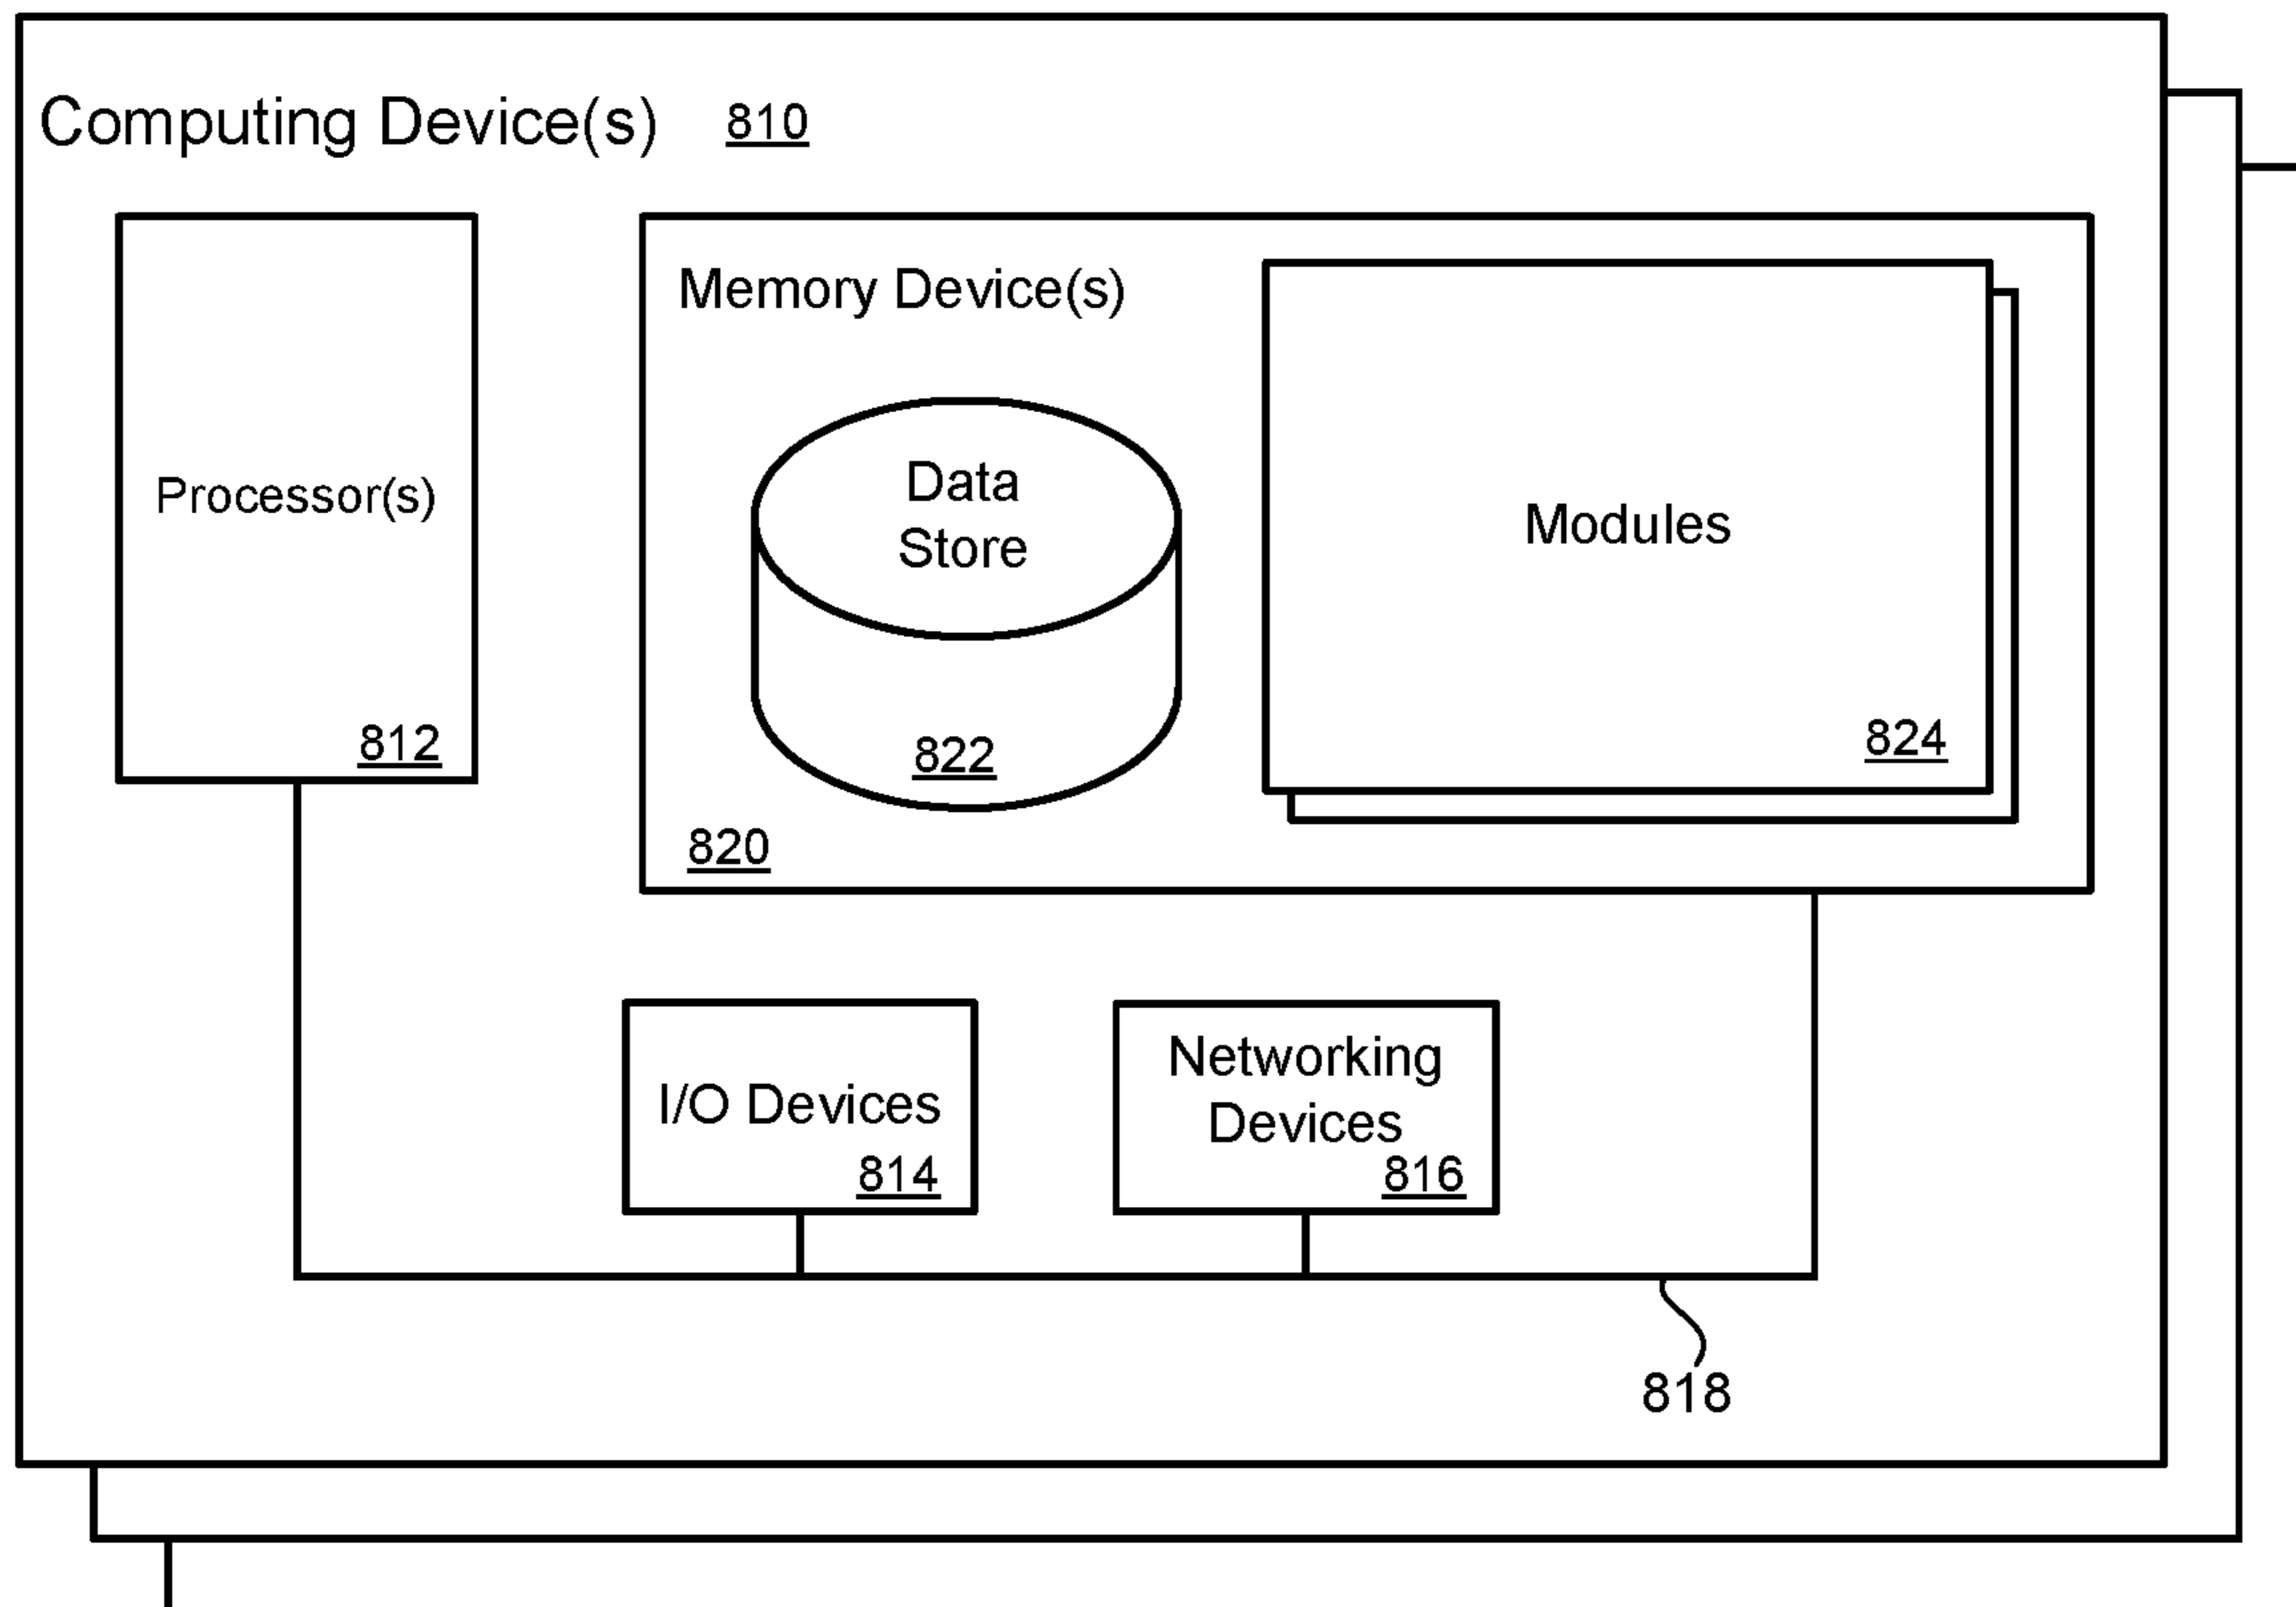 Computing Device(s) 810
Processor(s)
812
Memory Device(s)
Data
Store
822
820
Modules
824
I/O Devices
814
Networking
Devices
816
818